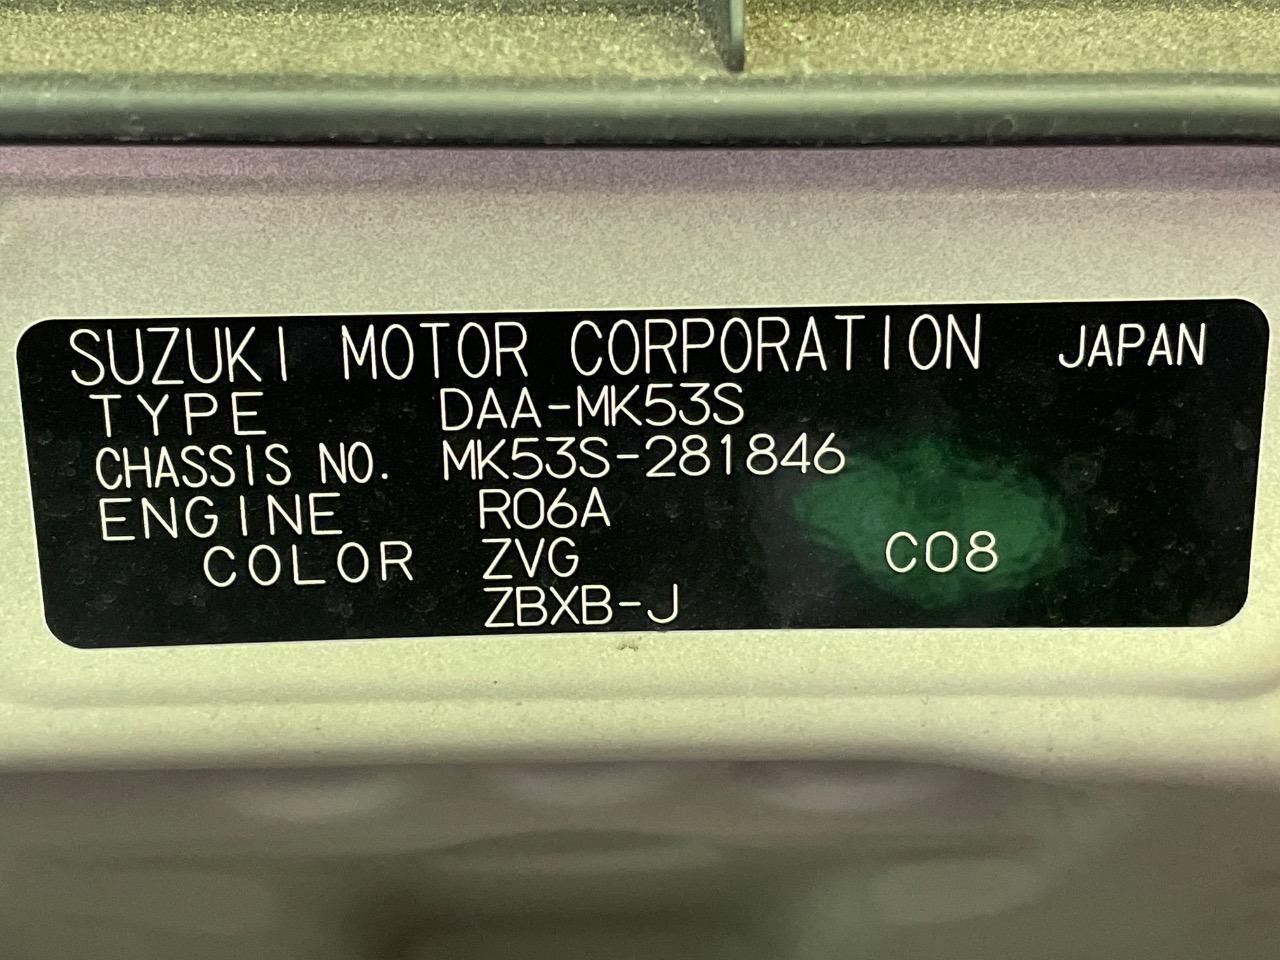 SUZUKI MOTOR CORPORATION JAPAN
TYPE DAA-MK53S
CHASSIS NO. MK53S-281846
ENGINE R06A
COLOR ZVG C08
ZBXB-J